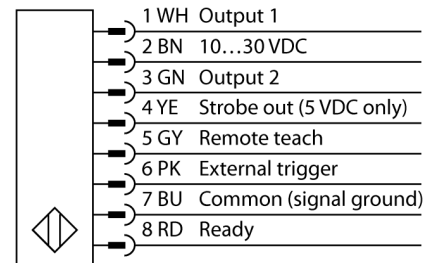 1 WH Output 1
2 BN 10…30 VDC
3 GN Output 2
4 YE Strobe out (5 VDC only)
5 GY Remote teach
6 PK External trigger
7 BU Common (signal ground)
8 RD Ready